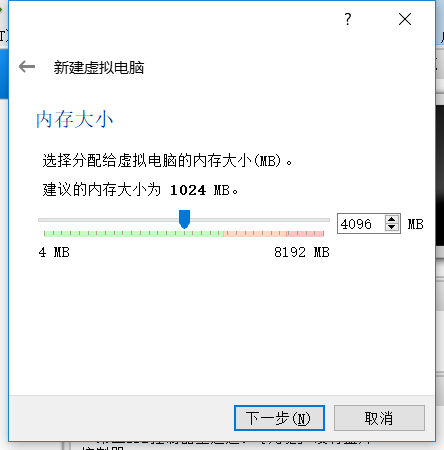 ?
新建虚拟电脑
内存大小
选择分配给虚拟电脑的内存大小(MB)。
建议的内存大小为 1024 MB。
4096 MB
4 MB 8192 MB
下一步(N) 取消